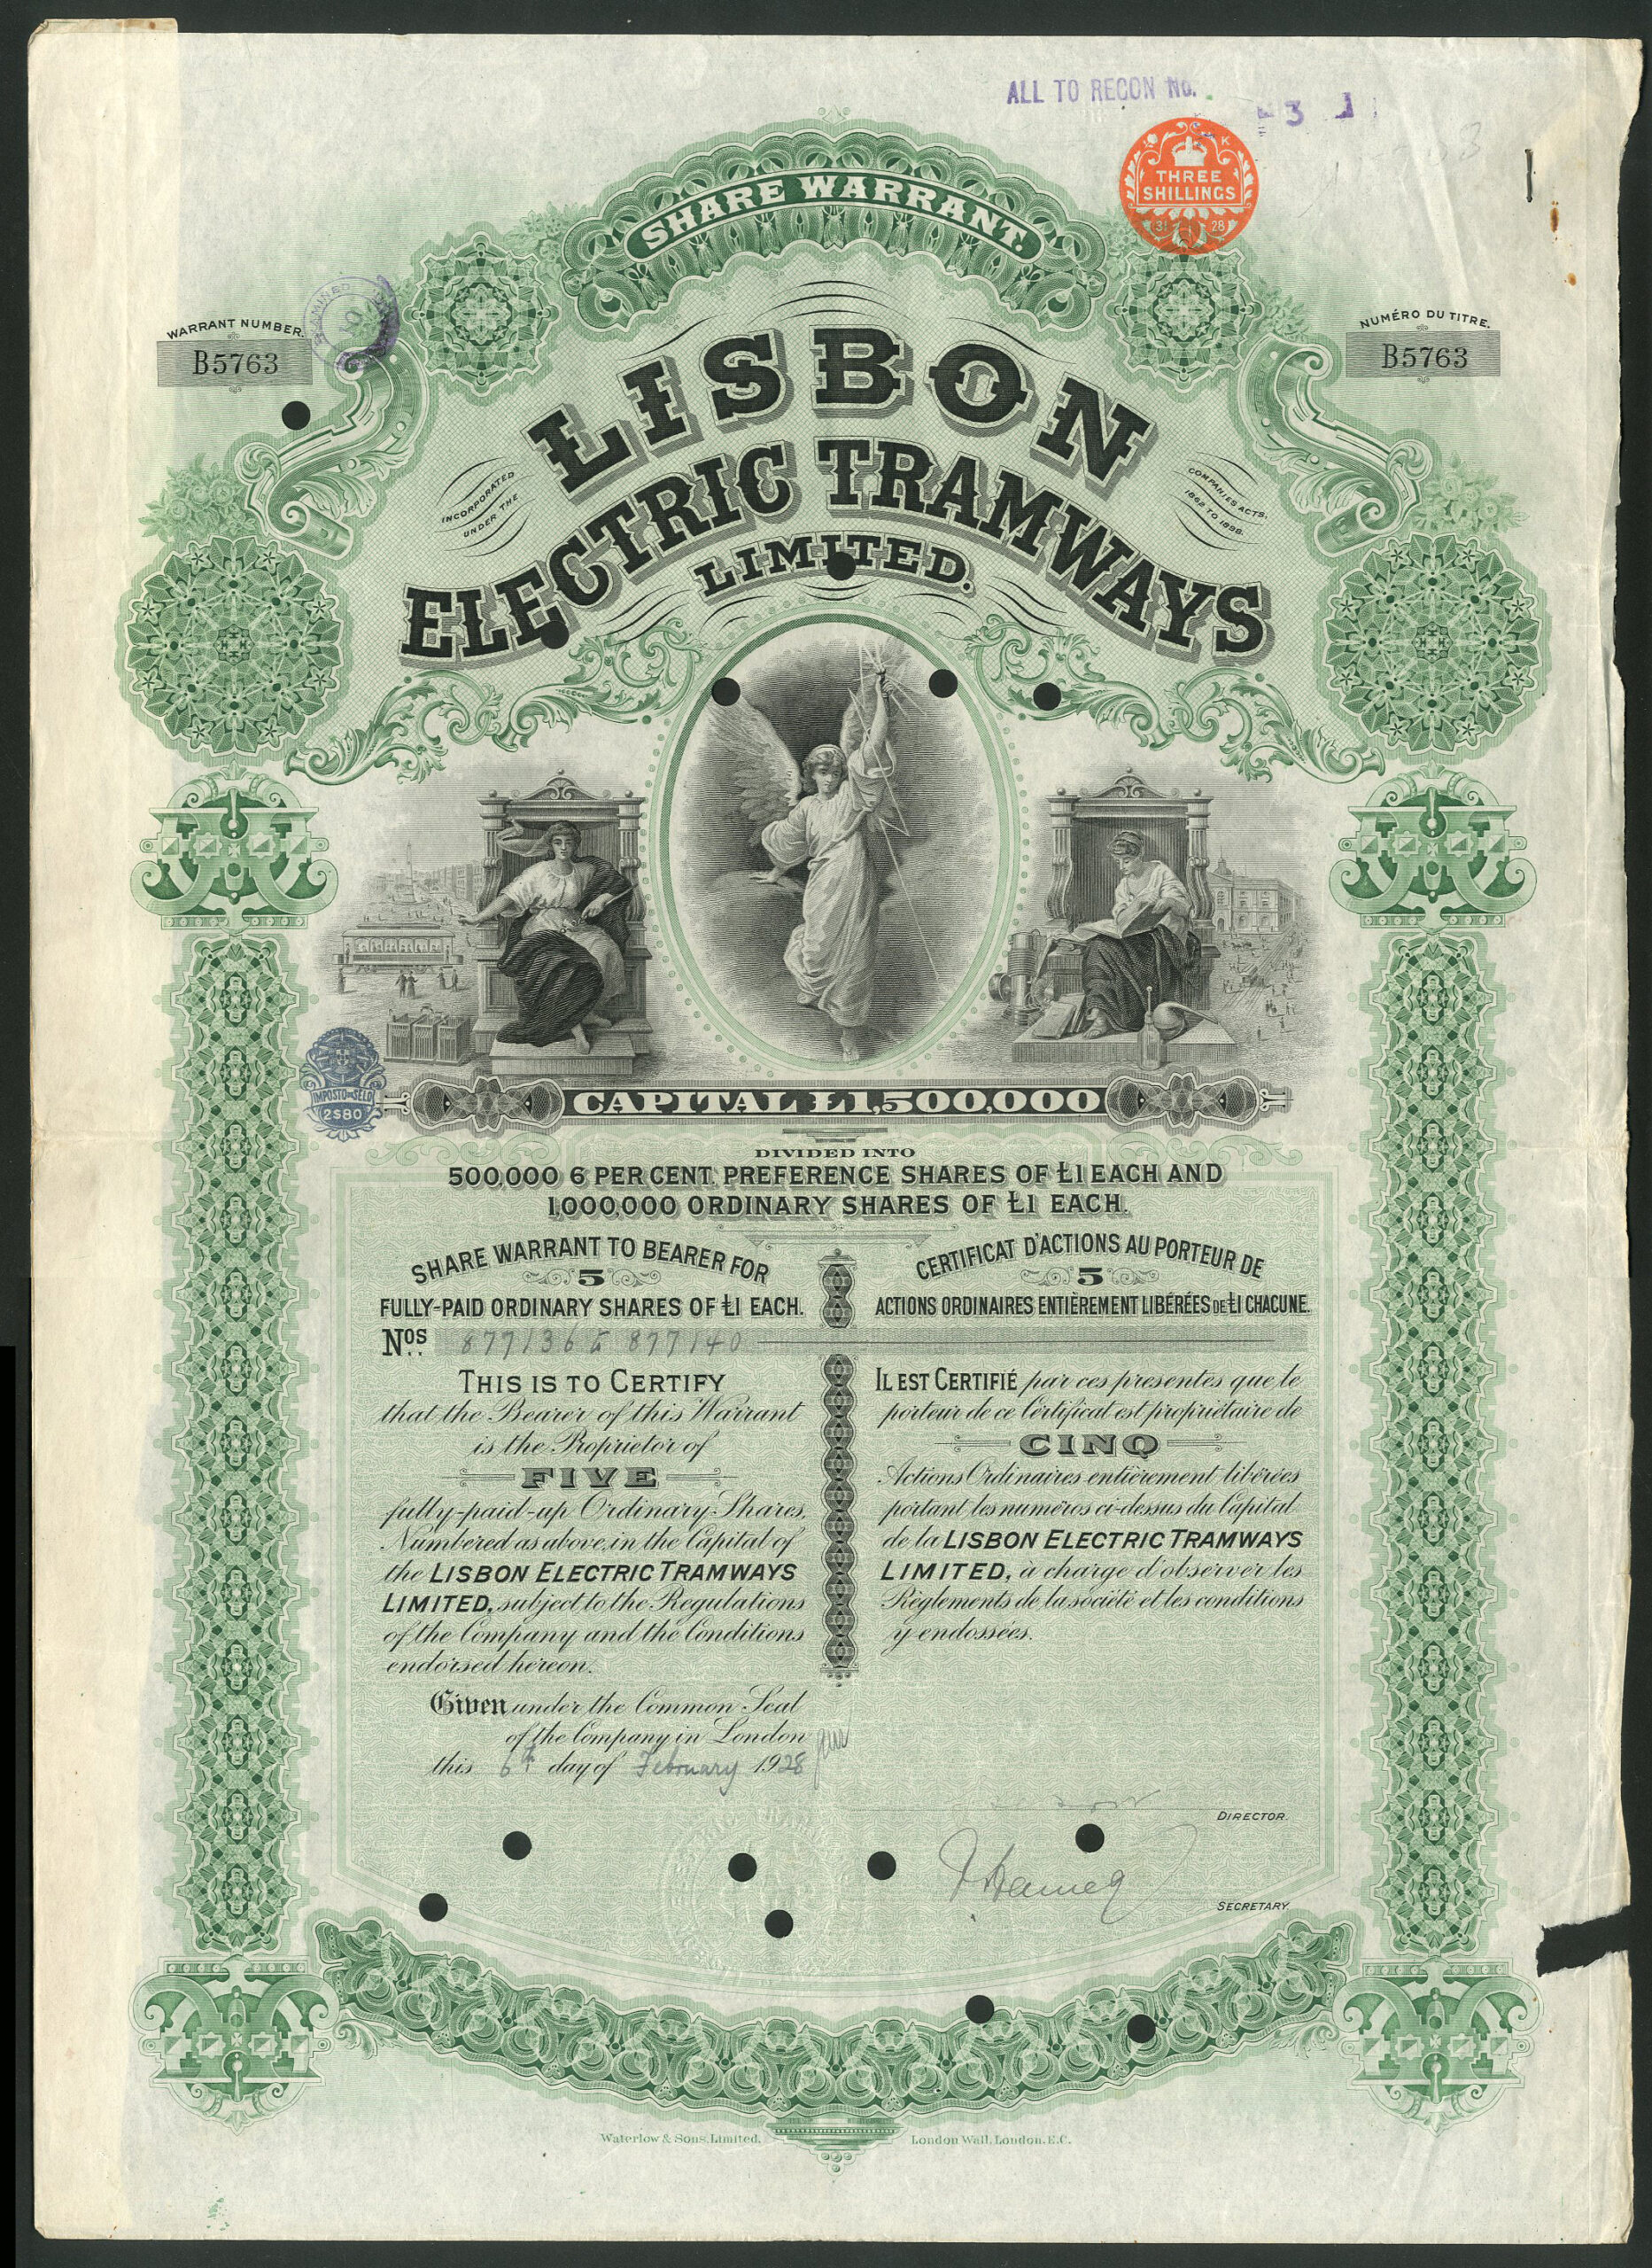 ALL TO RECON No.
3 1
THREE
SHILLINGS
31 28
K
SHARE WARRANT.
WARRANT NUMBER.
B5763
NUMÉRO DU TITRE.
B5763
LISBON
ELECTRIC TRAMWAYS
LIMITED.
INCORPORATED
UNDER THE
COMPANIES ACTS,
1862 TO 1898.
IMPOSTO DO SELO
2$80
CAPITAL £1,500,000
DIVIDED INTO
500,000 6 PER CENT. PREFERENCE SHARES OF £1 EACH AND
1,000,000 ORDINARY SHARES OF £1 EACH.
SHARE WARRANT TO BEARER FOR
5
FULLY-PAID ORDINARY SHARES OF £1 EACH.
CERTIFICAT D'ACTIONS AU PORTEUR DE
5
ACTIONS ORDINAIRES ENTIÈREMENT LIBÉRÉES DE £1 CHACUNE.
Nos. 877136 to 877140
THIS IS TO CERTIFY
that the Bearer of this Warrant
is the Proprietor of
FIVE
fully-paid-up Ordinary Shares,
Numbered as above, in the Capital of
the LISBON ELECTRIC TRAMWAYS
LIMITED, subject to the Regulations
of the Company and the Conditions
endorsed hereon.
Given under the Common Seal
of the Company in London
this 6th day of February 1928
IL EST CERTIFIÉ par ces présentes que le
porteur de ce Certificat est propriétaire de
CINQ
Actions Ordinaires entièrement libérées
portant les numéros ci-dessus du Capital
de la LISBON ELECTRIC TRAMWAYS
LIMITED, à charge d'observer les
Règlements de la société et les conditions
y endossées.
DIRECTOR.
SECRETARY.
Waterlow & Sons, Limited. London Wall, London. E.C.